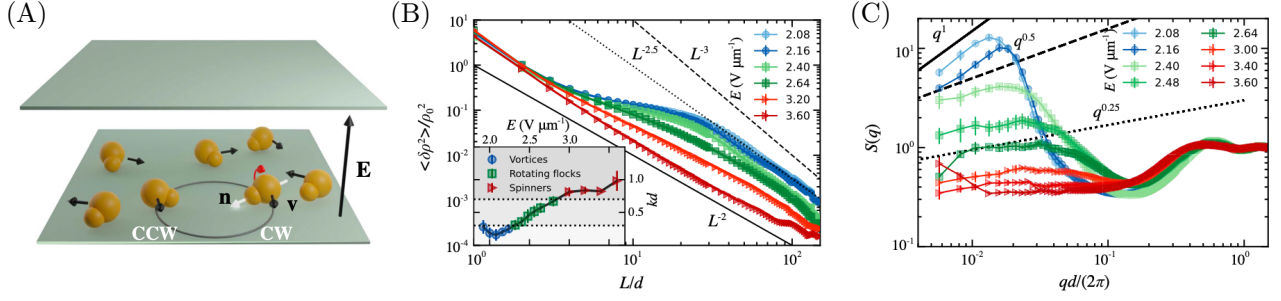 (A)
E
n
v
CCW
CW
(B)
<δρ²>/ρ₀²
10¹
10⁰
10⁻¹
10⁻²
10⁻³
10⁻⁴
L⁻²·⁵
L⁻³
E (V μm⁻¹)
2.08
2.16
2.40
2.64
3.20
3.60
E (V μm⁻¹)
2.0 2.5 3.0 3.5
Vortices
Rotating flocks
Spinners
1.0
0.5
kd
L⁻²
10⁰ 10¹ 10²
L/d
(C)
S(q)
10¹
10⁰
10⁻¹
q¹
q⁰·⁵
q⁰·²⁵
E (V μm⁻¹)
2.08 2.64
2.16 3.00
2.40 3.40
2.48 3.60
10⁻² 10⁻¹ 10⁰
qd/(2π)